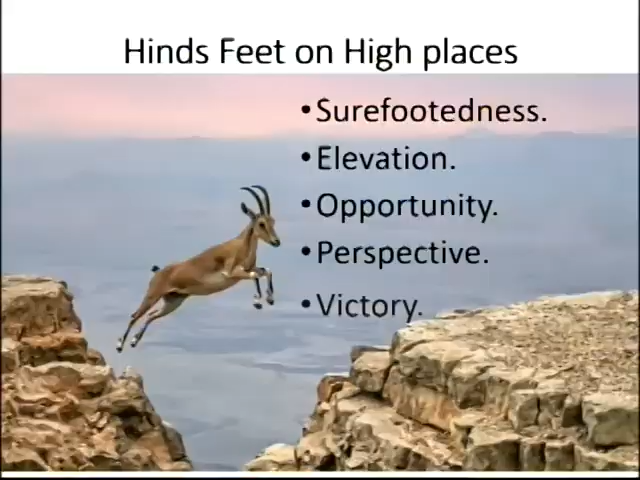 Hinds Feet on High places
•Surefootedness.
•Elevation.
•Opportunity.
•Perspective.
•Victory.